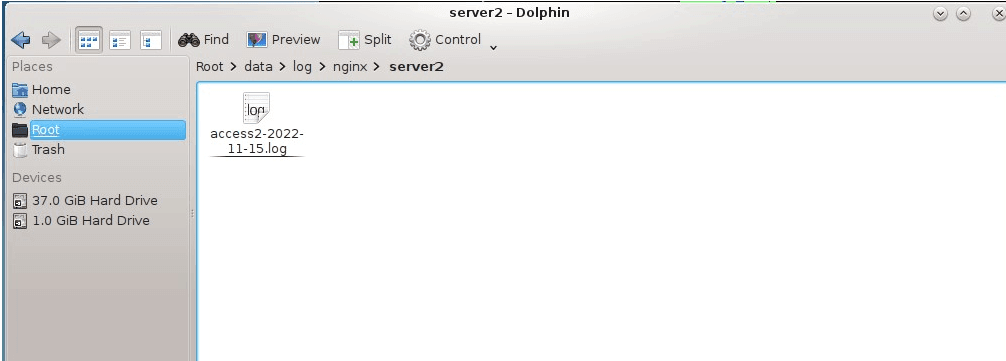 server2 – Dolphin
Find Preview Split Control
Places
Root > data > log > nginx > server2
Home
Network
Root
Trash
Devices
37.0 GiB Hard Drive
1.0 GiB Hard Drive
log
access2-2022-
11-15.log